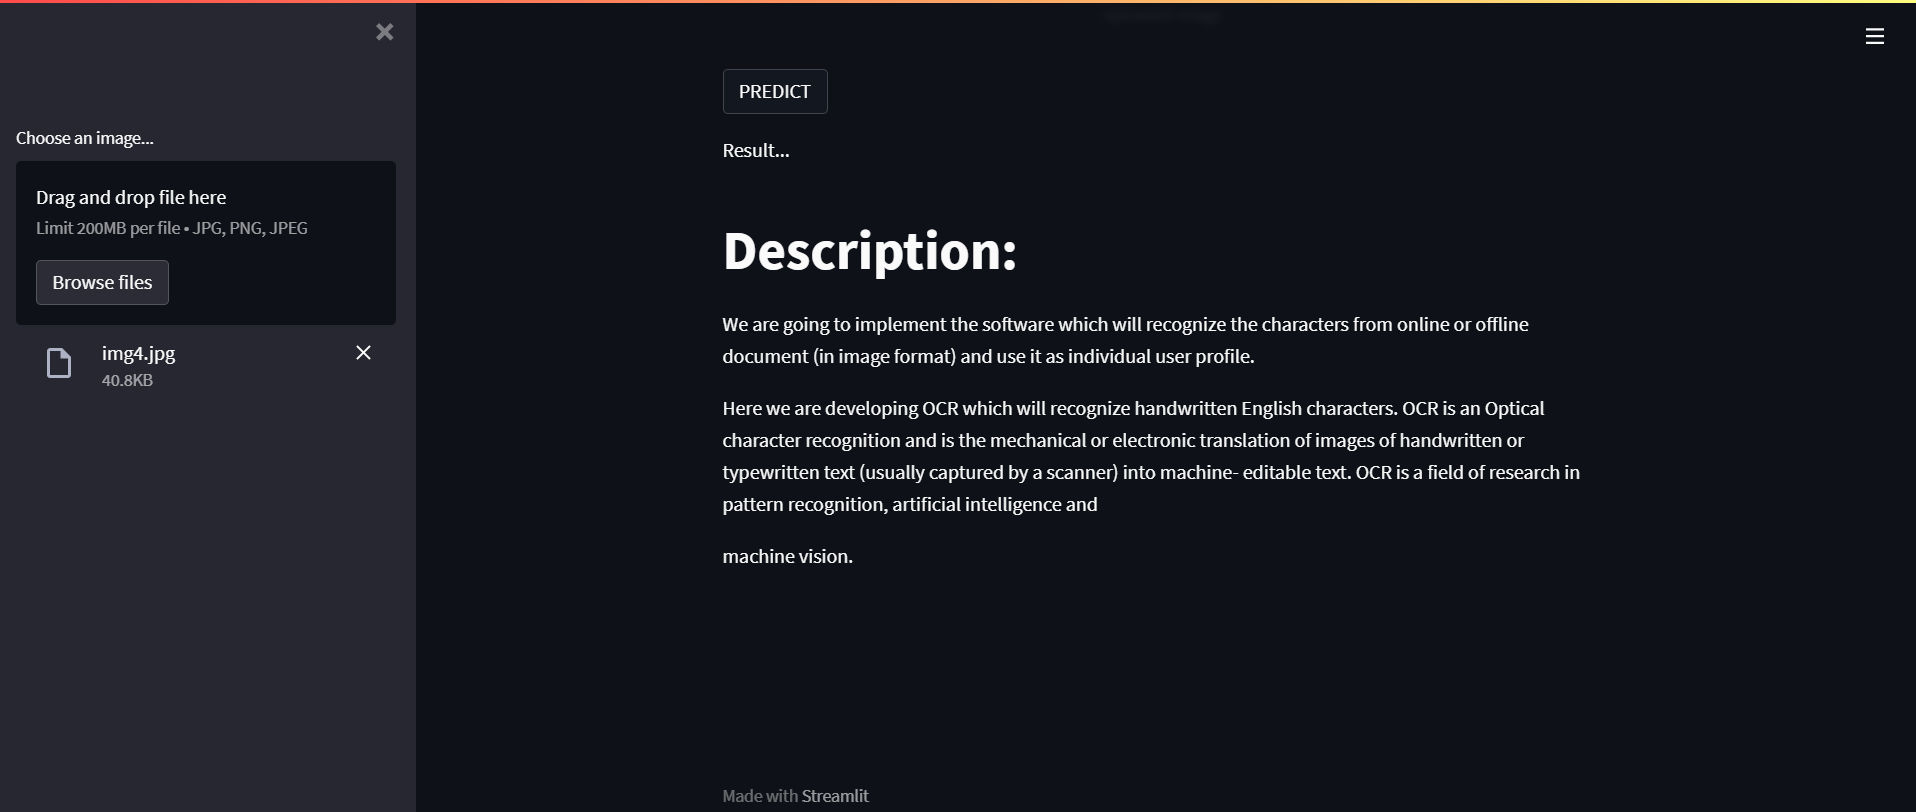 Choose an image...
Drag and drop file here
Limit 200MB per file • JPG, PNG, JPEG
Browse files
img4.jpg
40.8KB
PREDICT
Result...
Description:
We are going to implement the software which will recognize the characters from online or offline
document (in image format) and use it as individual user profile.
Here we are developing OCR which will recognize handwritten English characters. OCR is an Optical
character recognition and is the mechanical or electronic translation of images of handwritten or
typewritten text (usually captured by a scanner) into machine- editable text. OCR is a field of research in
pattern recognition, artificial intelligence and
machine vision.
Made with Streamlit